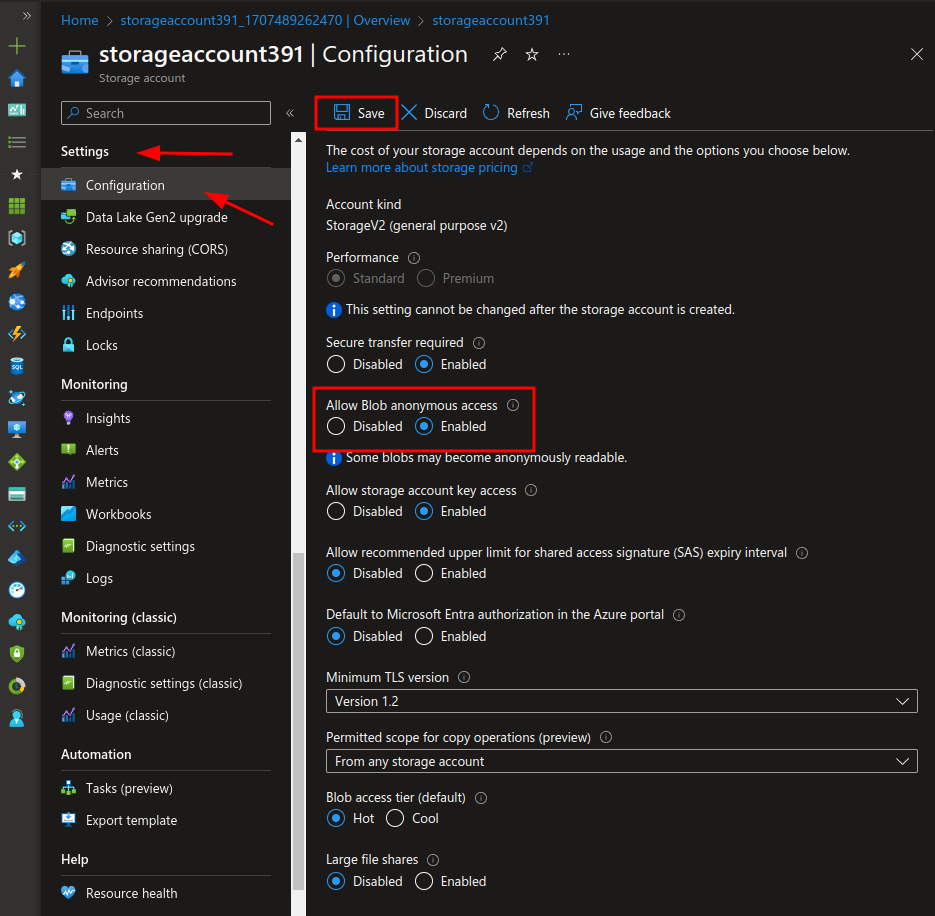 Home > storageaccount391_1707489262470 | Overview > storageaccount391
storageaccount391 | Configuration
Storage account
Search
Save Discard Refresh Give feedback
Settings
Configuration
Data Lake Gen2 upgrade
Resource sharing (CORS)
Advisor recommendations
Endpoints
Locks
Monitoring
Insights
Alerts
Metrics
Workbooks
Diagnostic settings
Logs
Monitoring (classic)
Metrics (classic)
Diagnostic settings (classic)
Usage (classic)
Automation
Tasks (preview)
Export template
Help
Resource health
The cost of your storage account depends on the usage and the options you choose below.
Learn more about storage pricing
Account kind
StorageV2 (general purpose v2)
Performance
Standard Premium
This setting cannot be changed after the storage account is created.
Secure transfer required
Disabled Enabled
Allow Blob anonymous access
Disabled Enabled
Some blobs may become anonymously readable.
Allow storage account key access
Disabled Enabled
Allow recommended upper limit for shared access signature (SAS) expiry interval
Disabled Enabled
Default to Microsoft Entra authorization in the Azure portal
Disabled Enabled
Minimum TLS version
Version 1.2
Permitted scope for copy operations (preview)
From any storage account
Blob access tier (default)
Hot Cool
Large file shares
Disabled Enabled
SQL